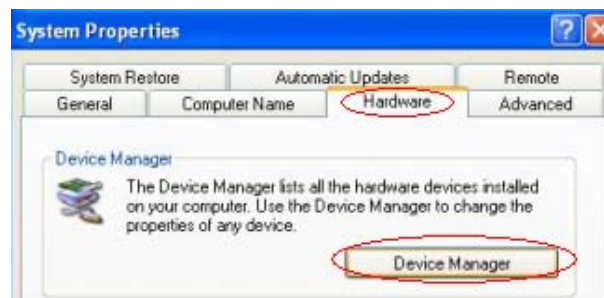 System Properties
System Restore Automatic Updates Remote
General Computer Name Hardware Advanced
Device Manager
The Device Manager lists all the hardware devices installed
on your computer. Use the Device Manager to change the
properties of any device.
Device Manager